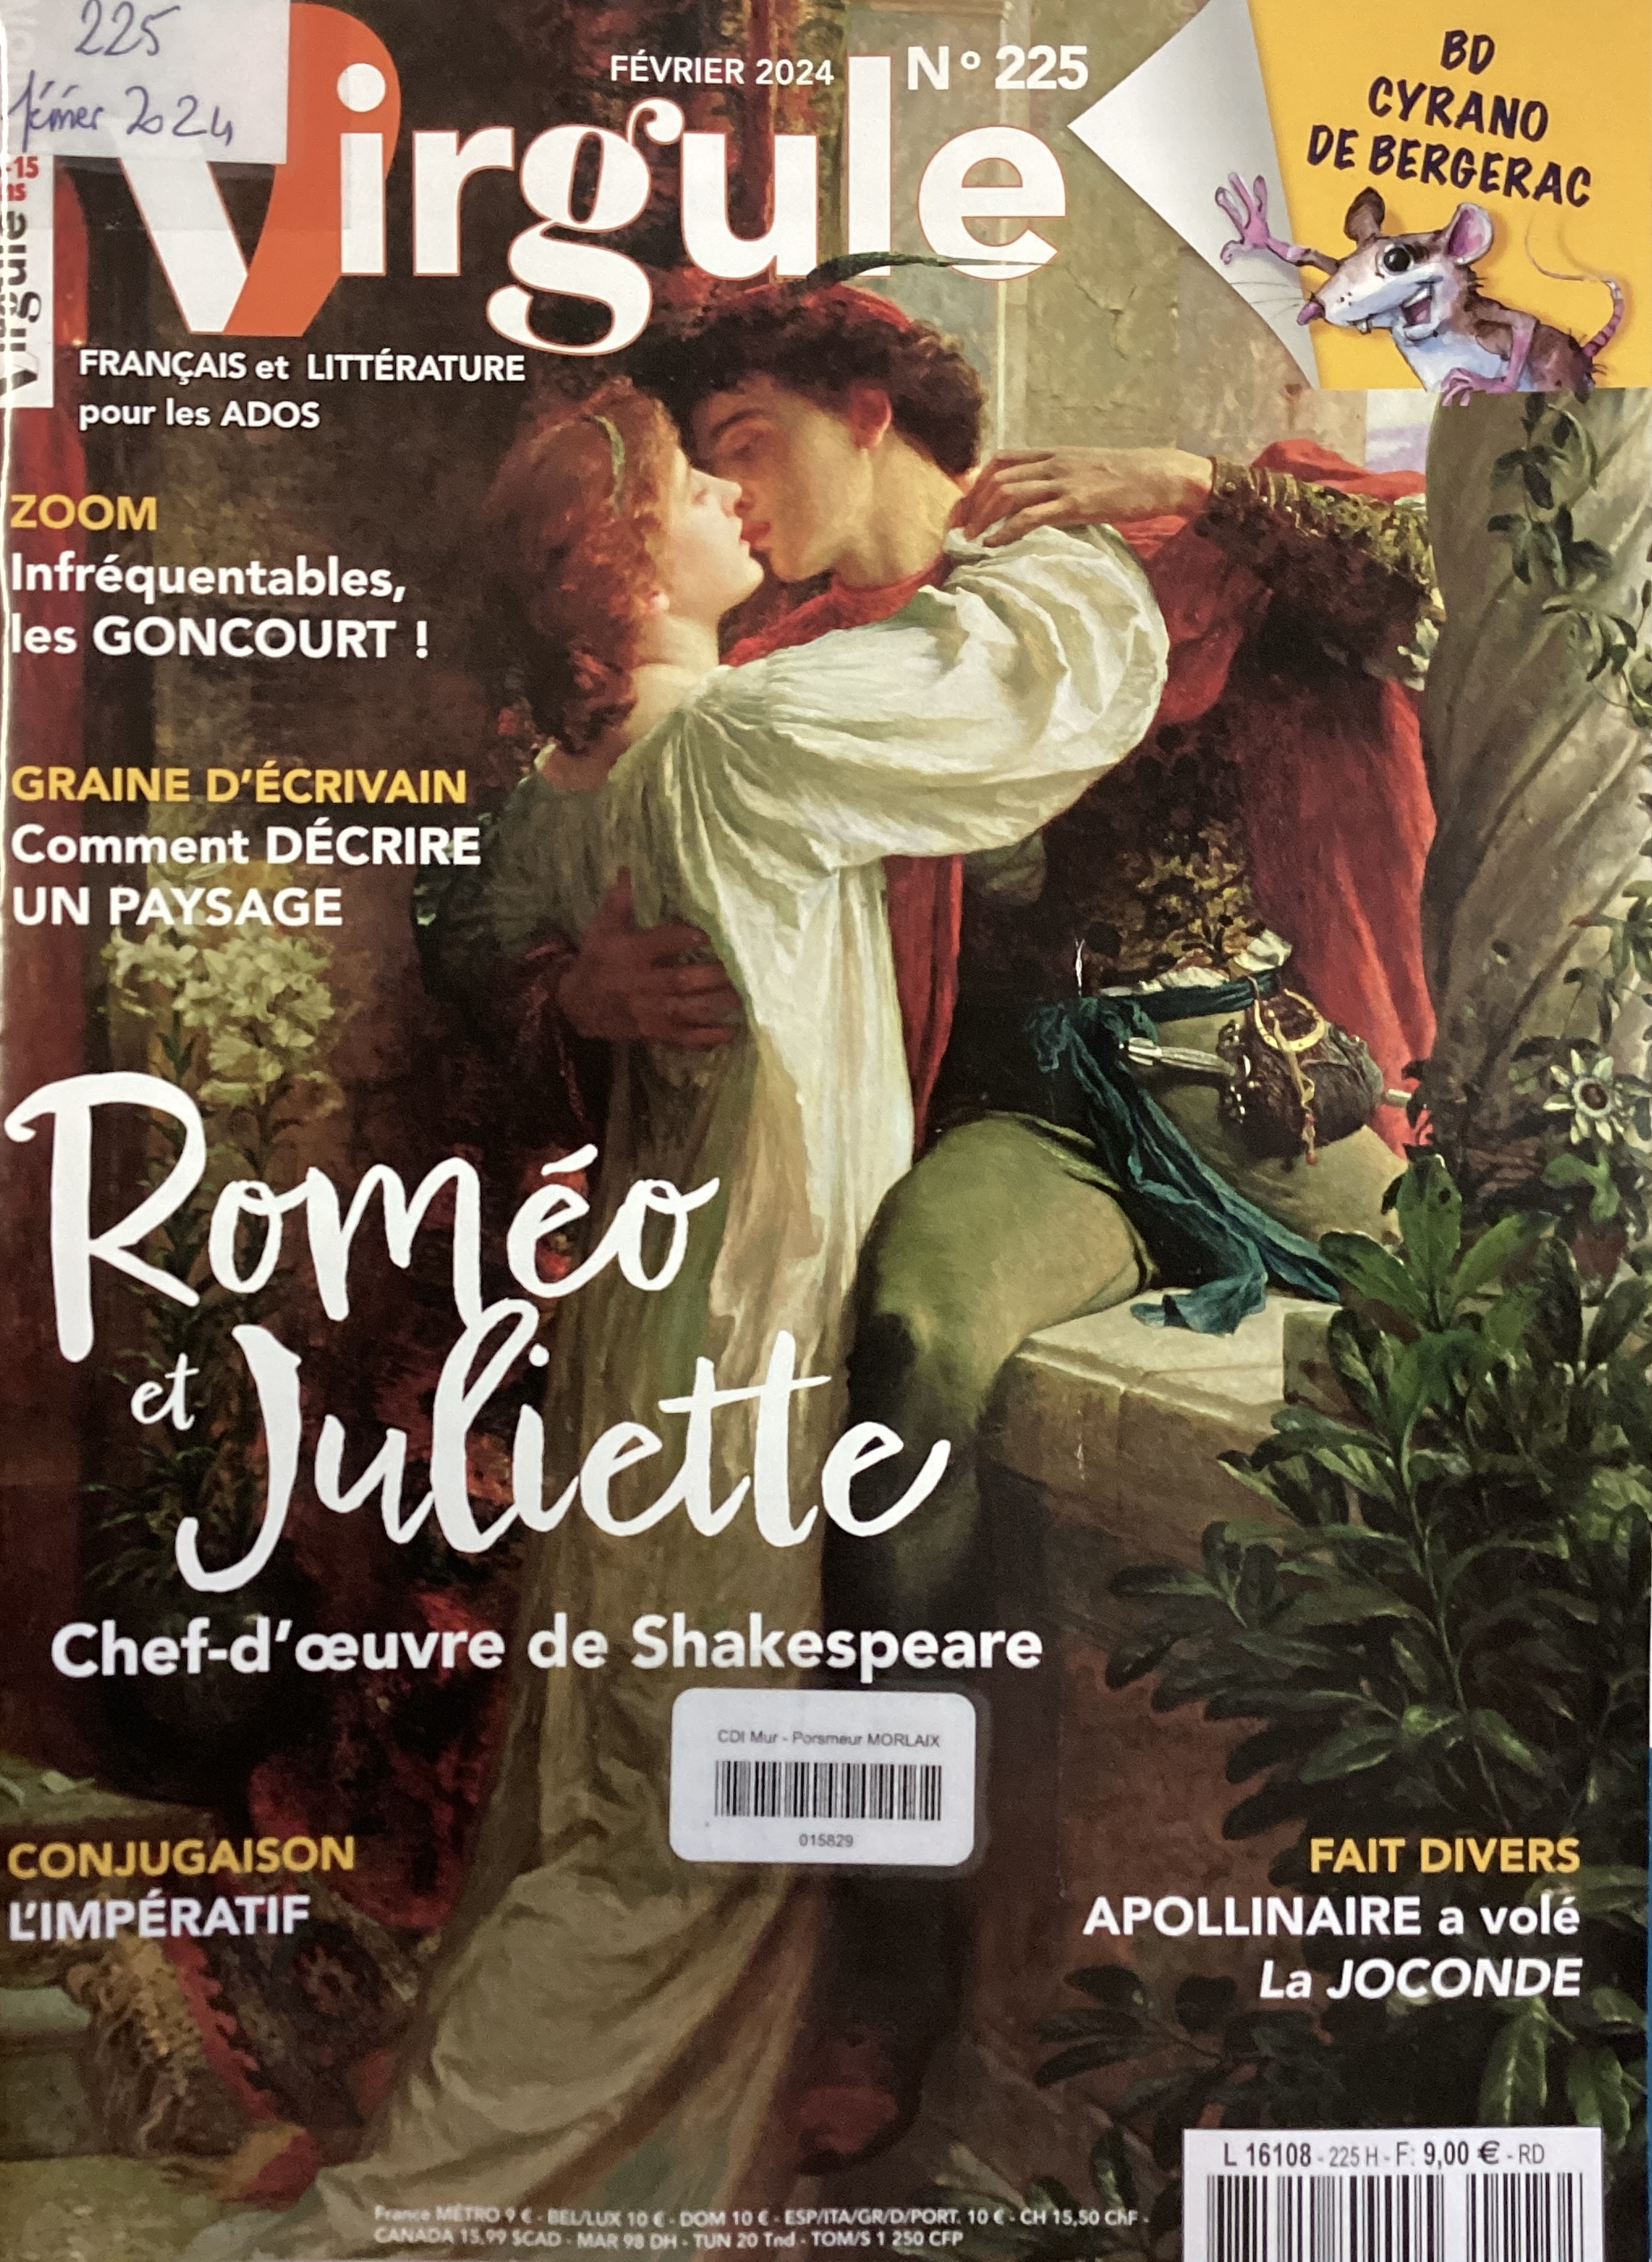 225
février 2024
Virgule
FÉVRIER 2024
N° 225
BD
CYRANO
DE BERGERAC
-15
Virgule
FRANÇAIS et LITTÉRATURE
pour les ADOS
ZOOM
Infréquentables,
les GONCOURT !
GRAINE D'ÉCRIVAIN
Comment DÉCRIRE
UN PAYSAGE
Roméo
et
Juliette
Chef-d'œuvre de Shakespeare
CDI Mur - Porsmeur MORLAIX
015829
CONJUGAISON
L'IMPÉRATIF
FAIT DIVERS
APOLLINAIRE a volé
La JOCONDE
L 16108 - 225 H - F: 9,00 € - RD
France MÉTRO 9 € - BEL/LUX 10 € - DOM 10 € - ESP/ITA/GR/D/PORT. 10 € - CH 15,50 ChF -
CANADA 15,99 $CAD - MAR 98 DH - TUN 20 Tnd - TOM/S 1 250 CFP